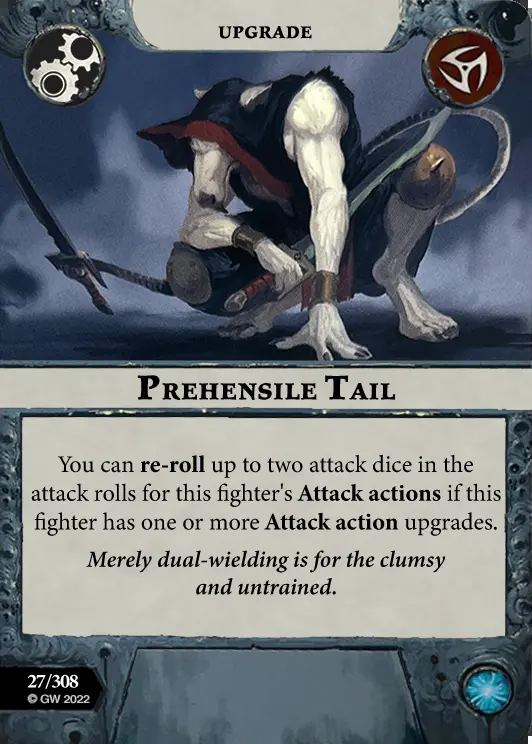 UPGRADE
PREHENSILE TAIL
You can re-roll up to two attack dice in the
attack rolls for this fighter's Attack actions if this
fighter has one or more Attack action upgrades.
Merely dual-wielding is for the clumsy
and untrained.
27/308
© GW 2022